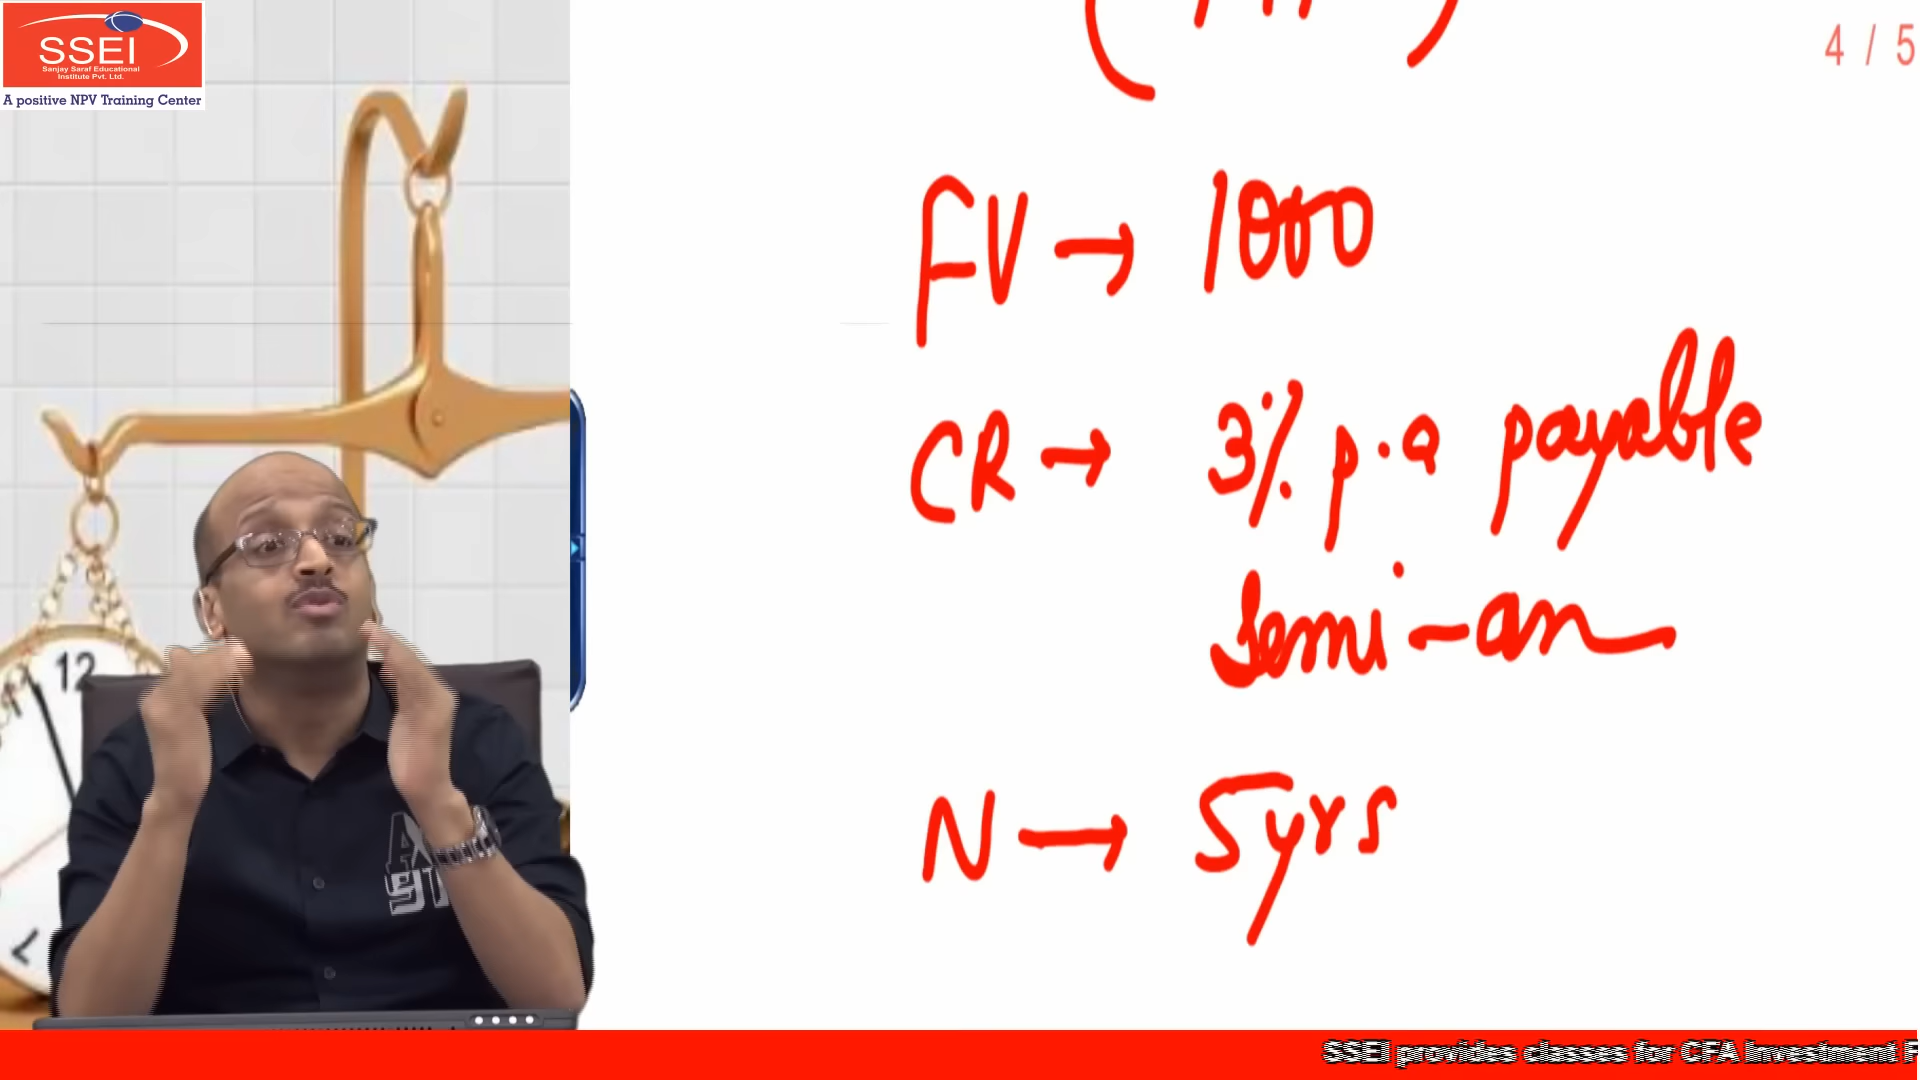 SSEI
Sanjay Saraf Educational
Institute Pvt. Ltd.
A positive NPV Training Center
4 / 5
FV → 1000
CR → 3% p.a payable
Semi-an
N → 5yrs
12
SSEI provides classes for CFA Investment F